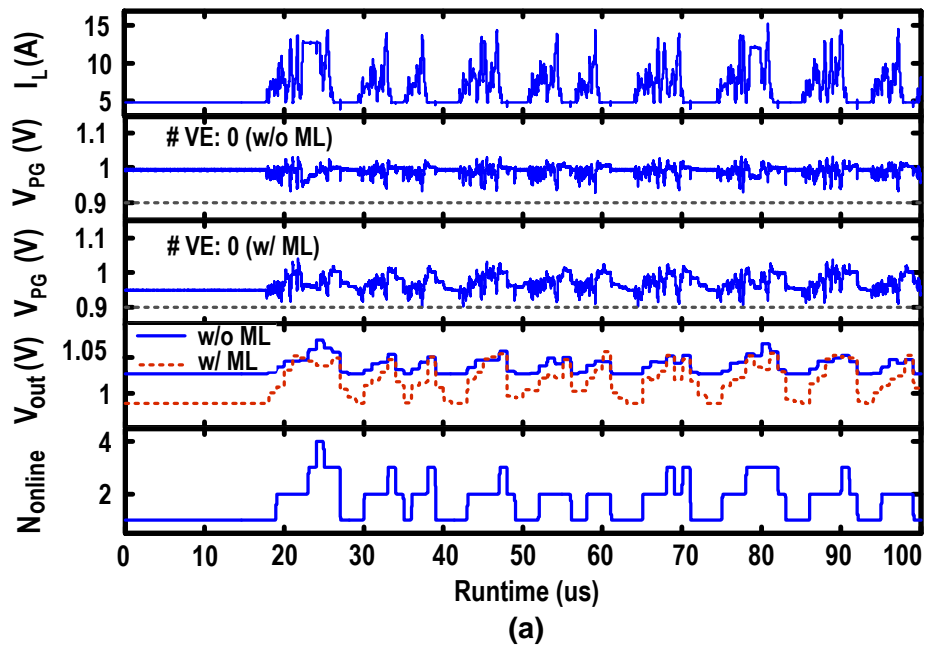 I_L(A)
15
10
5
V_PG (V)
1.1
1
0.9
# VE: 0 (w/o ML)
V_PG (V)
1.1
1
0.9
# VE: 0 (w/ ML)
V_out (V)
1.05
1
w/o ML
w/ ML
N_online
4
2
0 10 20 30 40 50 60 70 80 90 100
Runtime (us)
(a)